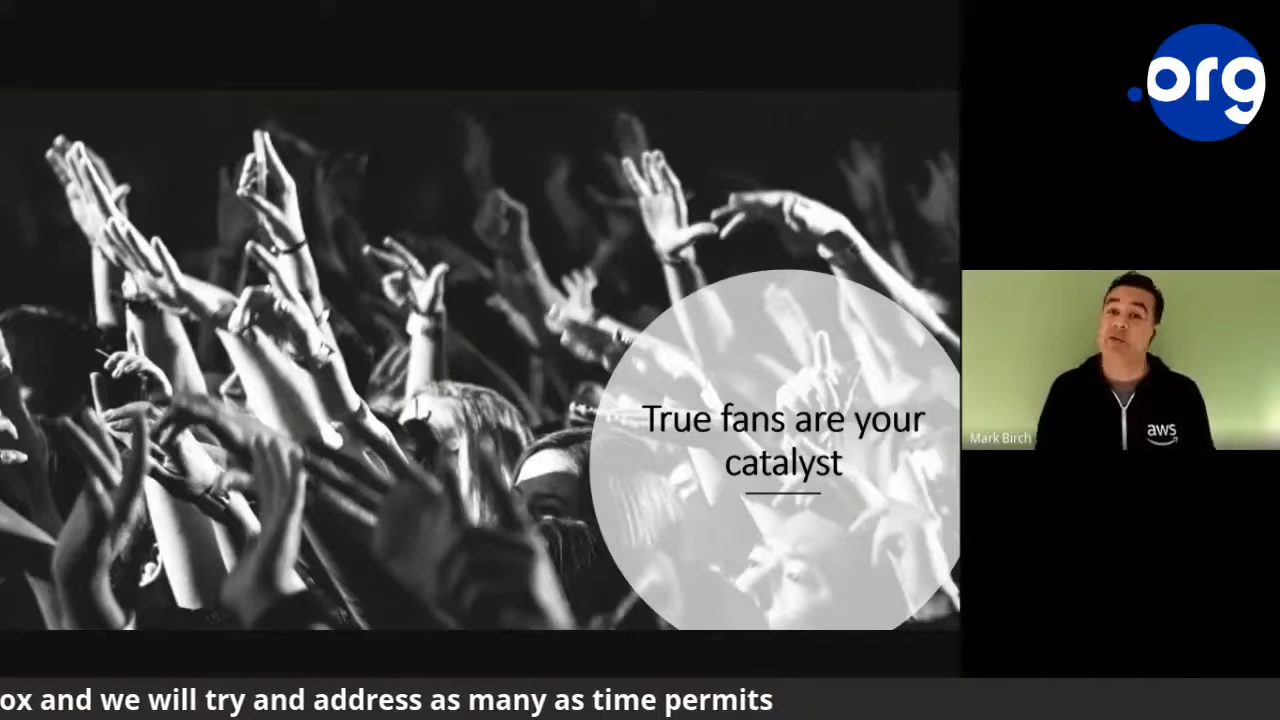 .org
True fans are your
catalyst
aws
Mark Birch
ox and we will try and address as many as time permits